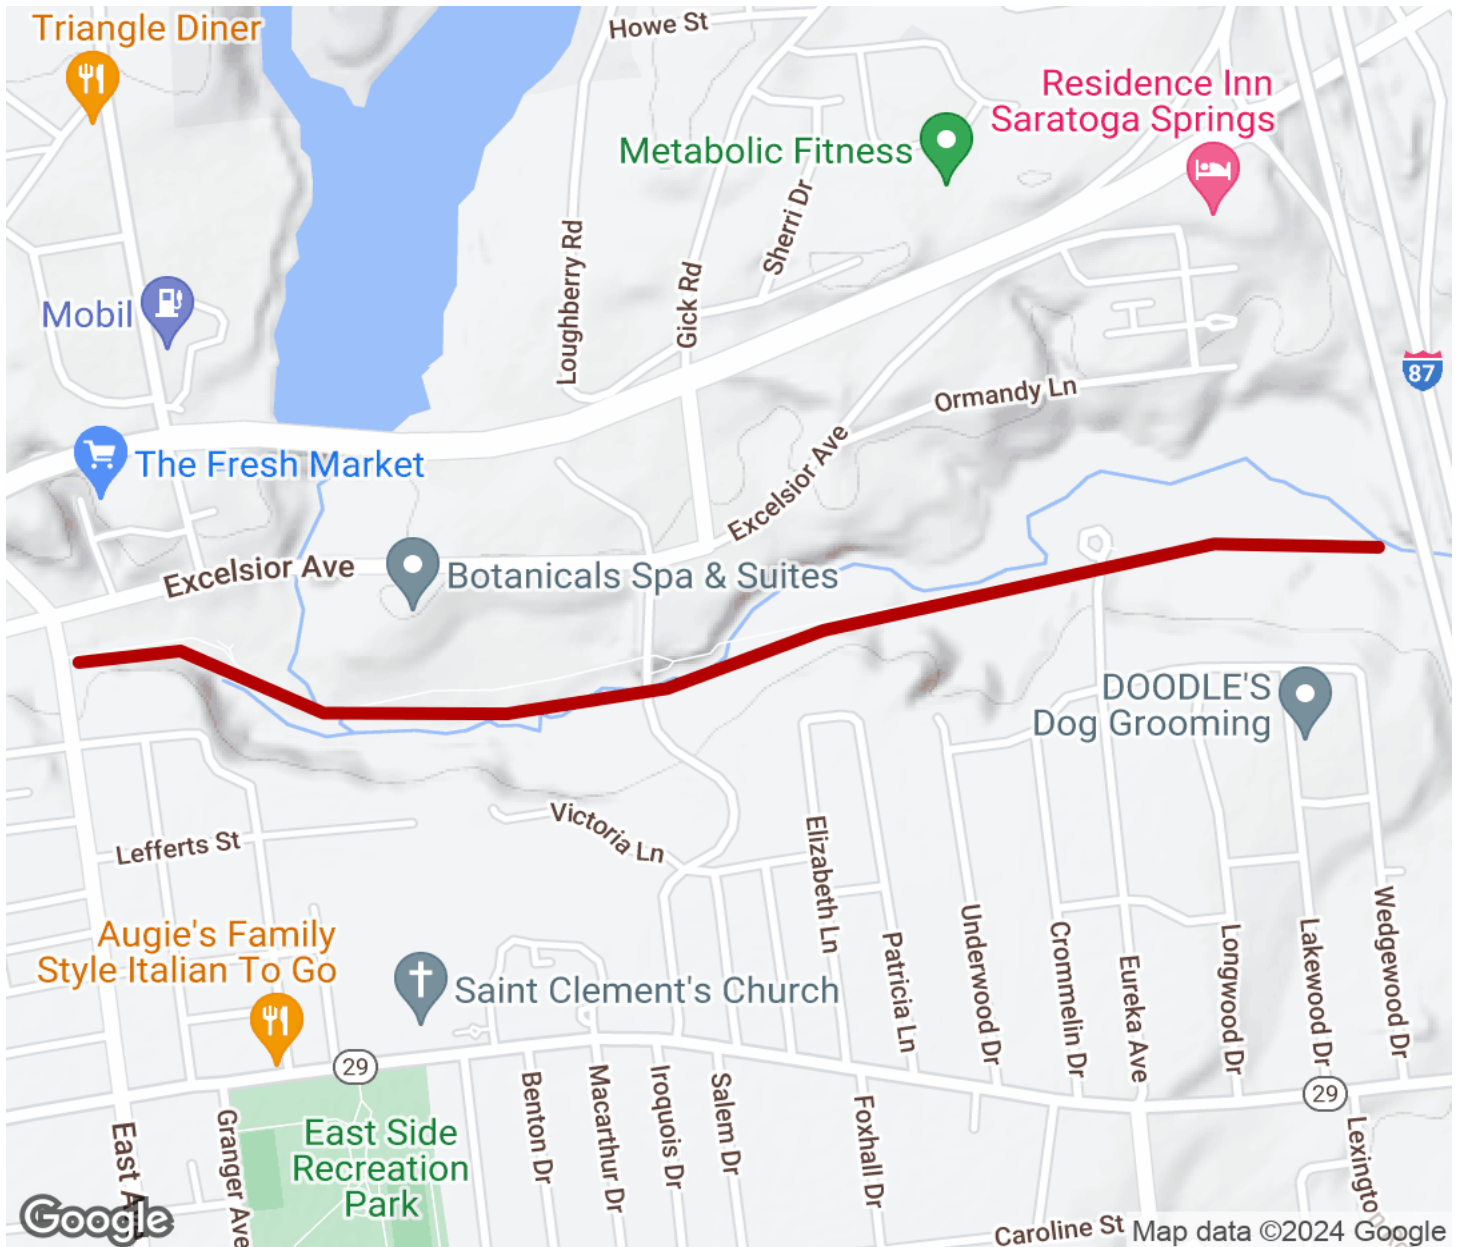 Howe St
Triangle Diner
Residence Inn
Saratoga Springs
Metabolic Fitness
Sherri Dr
Loughberry Rd
Gick Rd
Mobil
87
Ormandy Ln
The Fresh Market
Excelsior Ave
Excelsior Ave
Botanicals Spa & Suites
DOODLE'S
Dog Grooming
Victoria Ln
Lefferts St
Elizabeth Ln
Augie's Family
Style Italian To Go
Saint Clement's Church
Patricia Ln
Underwood Dr
Crommelin Dr
Eureka Ave
Longwood Dr
Lakewood Dr
Wedgewood Dr
29
29
East Side
Recreation
Park
Granger Ave
East Ave
Benton Dr
Macarthur Dr
Iroquois Dr
Salem Dr
Foxhall Dr
Lexington
Caroline St
Google
Map data ©2024 Google